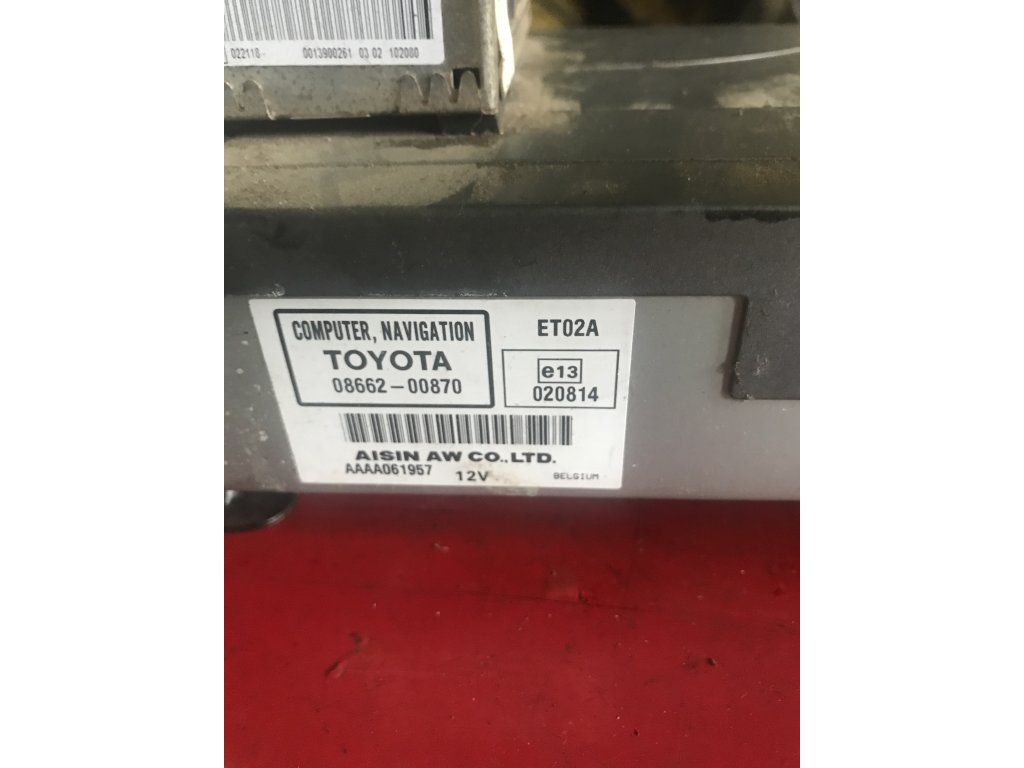 022118-
0013900261 03 02 102080
COMPUTER, NAVIGATION
TOYOTA
08662-00870
ET02A
e13
020814
AISIN AW CO.,LTD.
AAAA061957
12V
BELGIUM